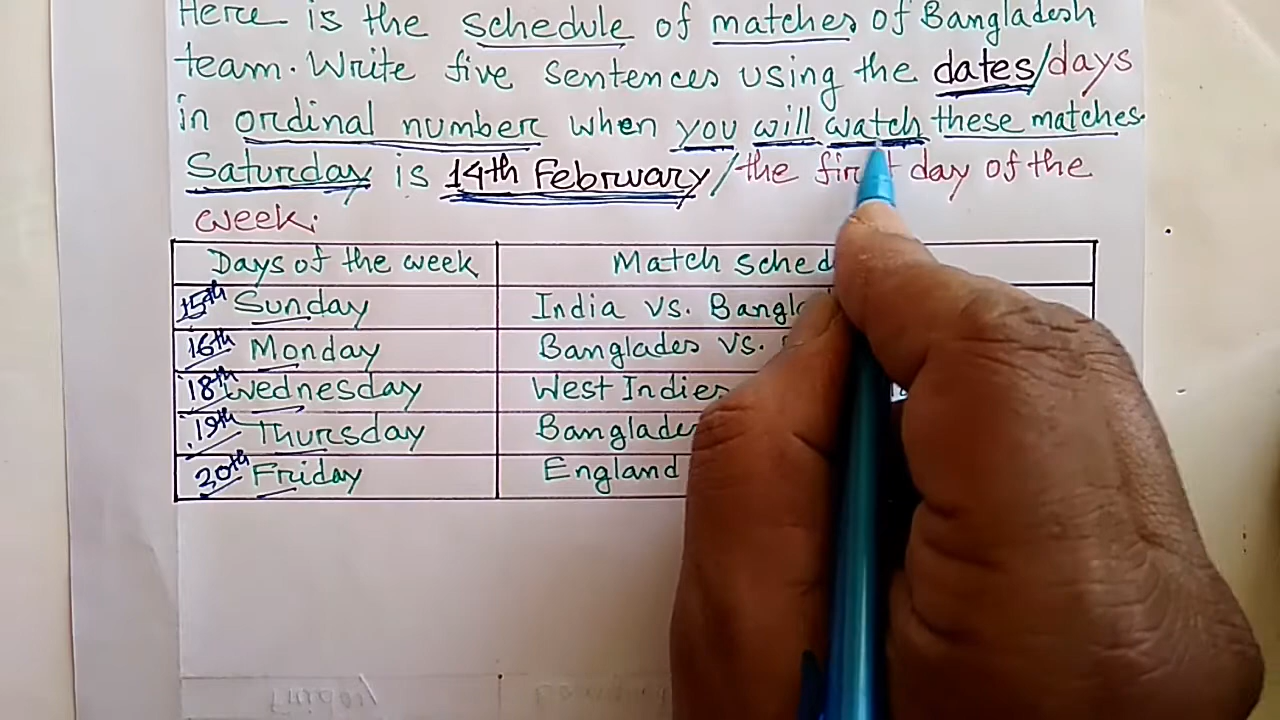 Here is the schedule of matches of Bangladesh
team. Write five sentences using the dates/days
in ordinal number when you will watch these matches.
Saturday is 14th February/the first day of the
week.
Days of the week Match sched
15th Sunday India vs. Bangla
16th Monday Banglades vs.
18th Wednesday West Indies
19th Thursday Banglades
20th Friday England